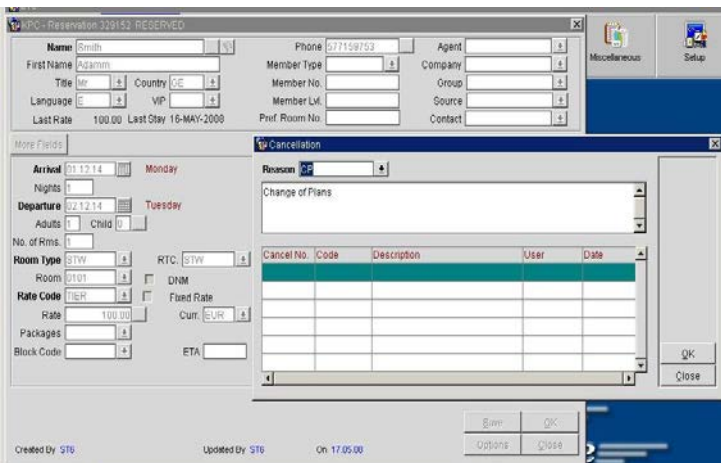 kPC - Reservation 329152 RESERVED
Name Smith
Phone 577159753
Agent
First Name Adamm
Member Type
Company
Title Mr Country GE
Member No.
Group
Language E VIP
Member Lvl.
Source
Last Rate 100.00 Last Stay 16-MAY-2008
Pref. Room No.
Contact
Miscellaneous
Setup
More Fields
Arrival 01.12.14 Monday
Nights 1
Departure 02.12.14 Tuesday
Adults 1 Child 0
No. of Rms. 1
Room Type STW RTC. STW
Room 0101 DNM
Rate Code TIER Fixed Rate
Rate 100.00 Curr. EUR
Packages
Block Code ETA
Cancellation
Reason CP
Change of Plans
Cancel No. Code Description User Date
OK
Close
Save OK
Options Close
Created By ST6 Updated By ST6 On 17.05.08